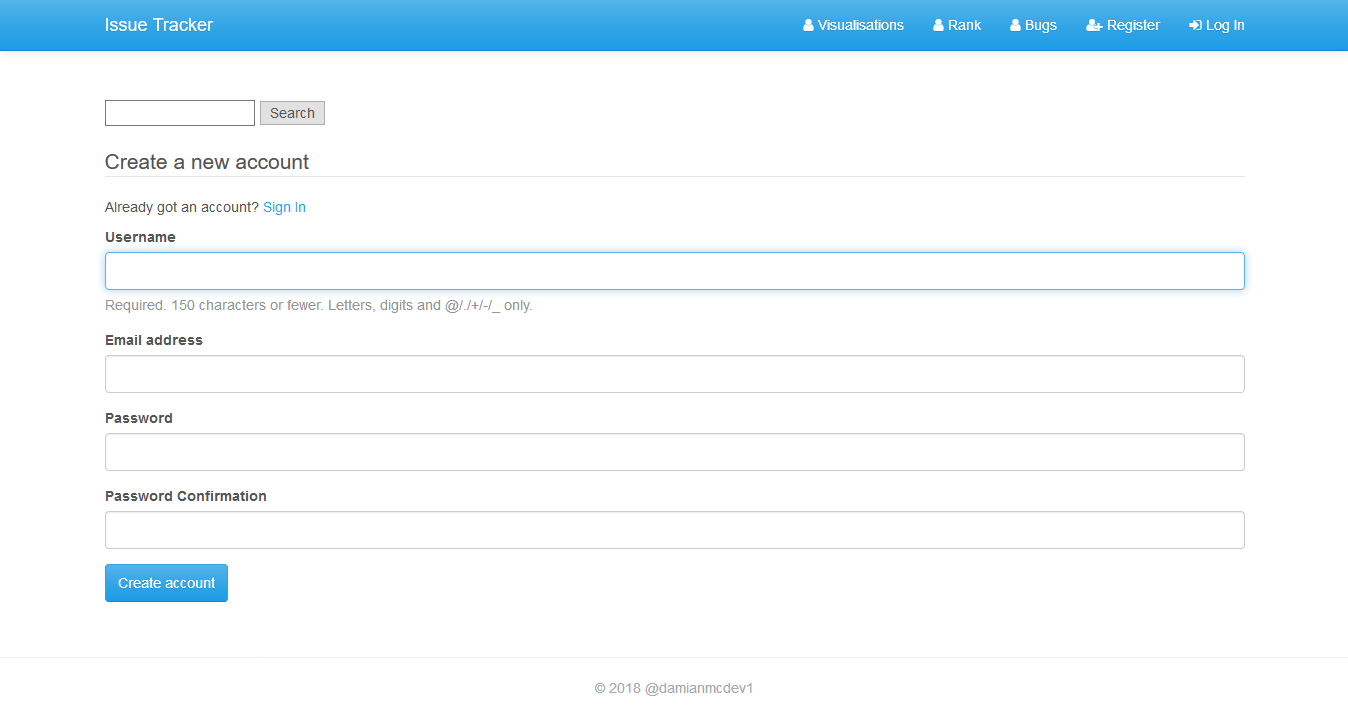 Issue Tracker Visualisations Rank Bugs Register Log In
Search
Create a new account
Already got an account? Sign In
Username
Required. 150 characters or fewer. Letters, digits and @/./+/-/_ only.
Email address
Password
Password Confirmation
Create account
© 2018 @damianmcdev1